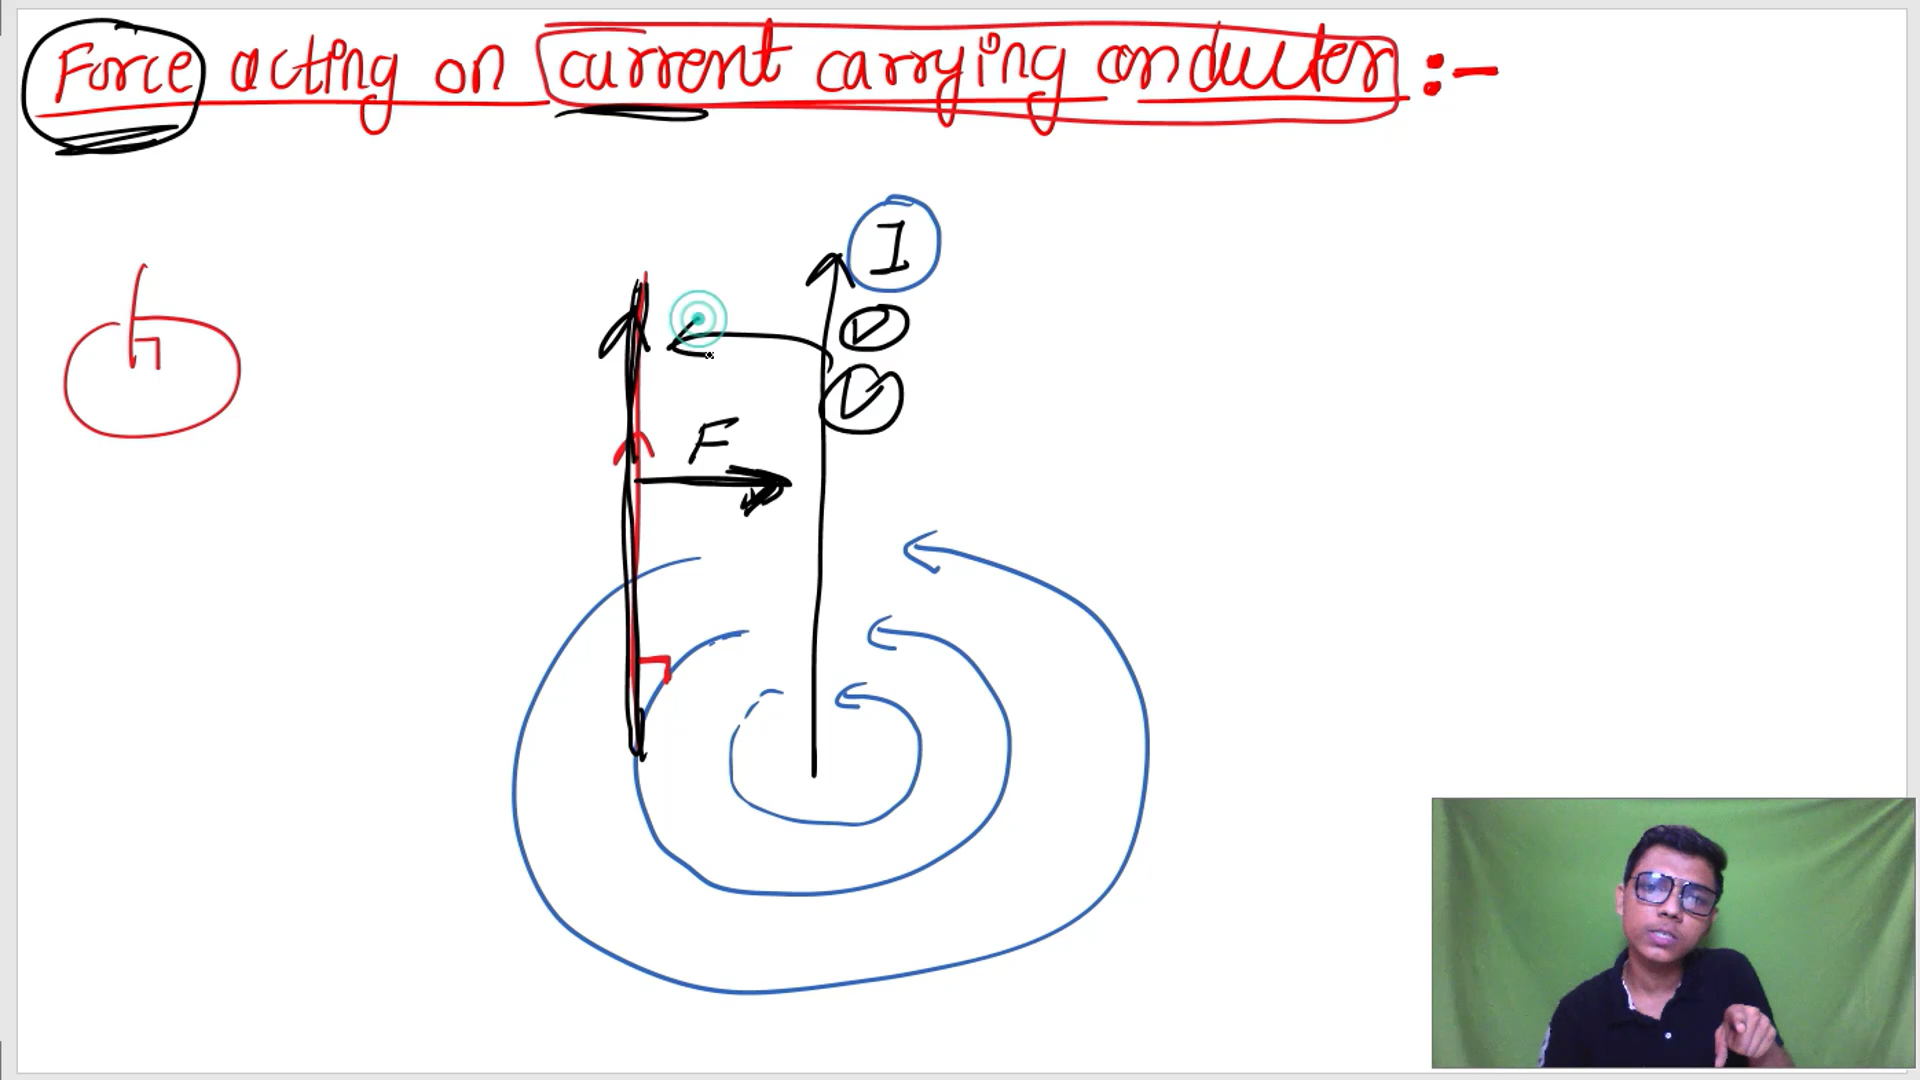 Force acting on current carrying conductor :-
I
F